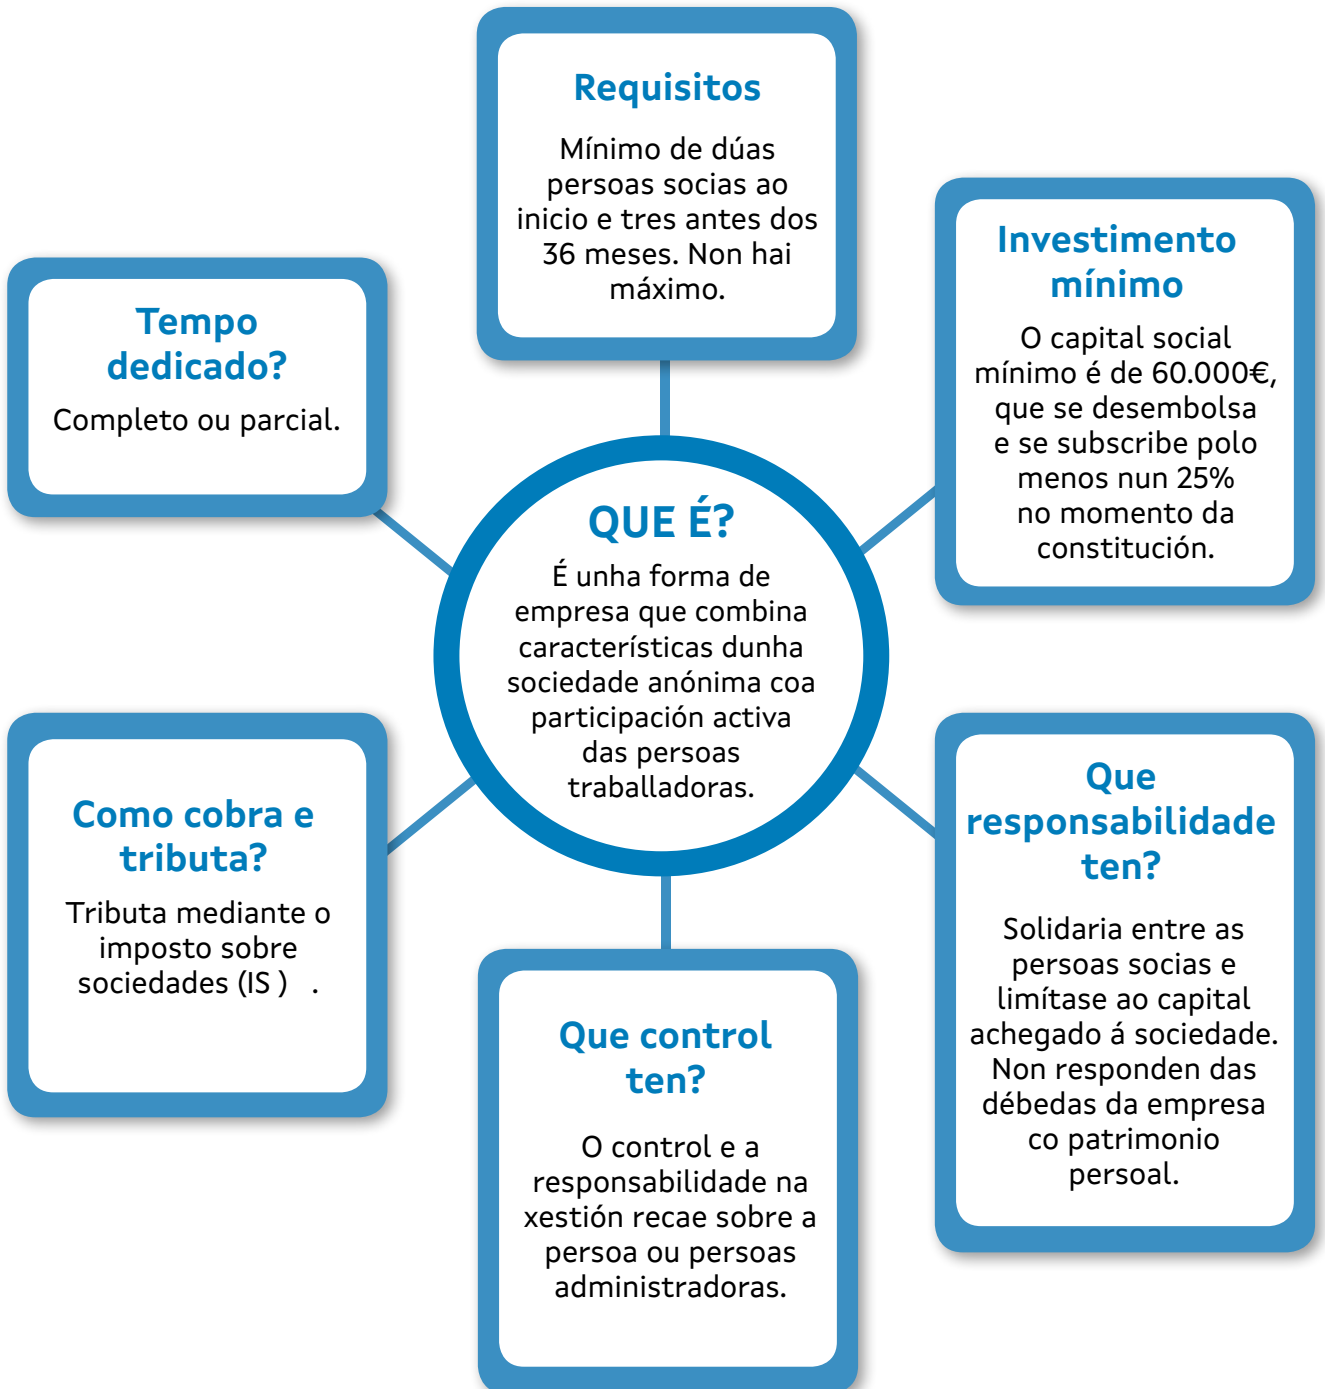 Requisitos
Mínimo de dúas
persoas socias ao
inicio e tres antes dos
36 meses. Non hai
máximo.
Investimento
mínimo
O capital social
mínimo é de 60.000€,
que se desembolsa
e se subscribe polo
menos nun 25%
no momento da
constitución.
Tempo
dedicado?
Completo ou parcial.
QUE É?
É unha forma de
empresa que combina
características dunha
sociedade anónima coa
participación activa
das persoas
traballadoras.
Como cobra e
tributa?
Tributa mediante o
imposto sobre
sociedades (IS ) .
Que
responsabilidade
ten?
Solidaria entre as
persoas socias e
limítase ao capital
achegado á sociedade.
Non responden das
débedas da empresa
co patrimonio
persoal.
Que control
ten?
O control e a
responsabilidade na
xestión recae sobre a
persoa ou persoas
administradoras.